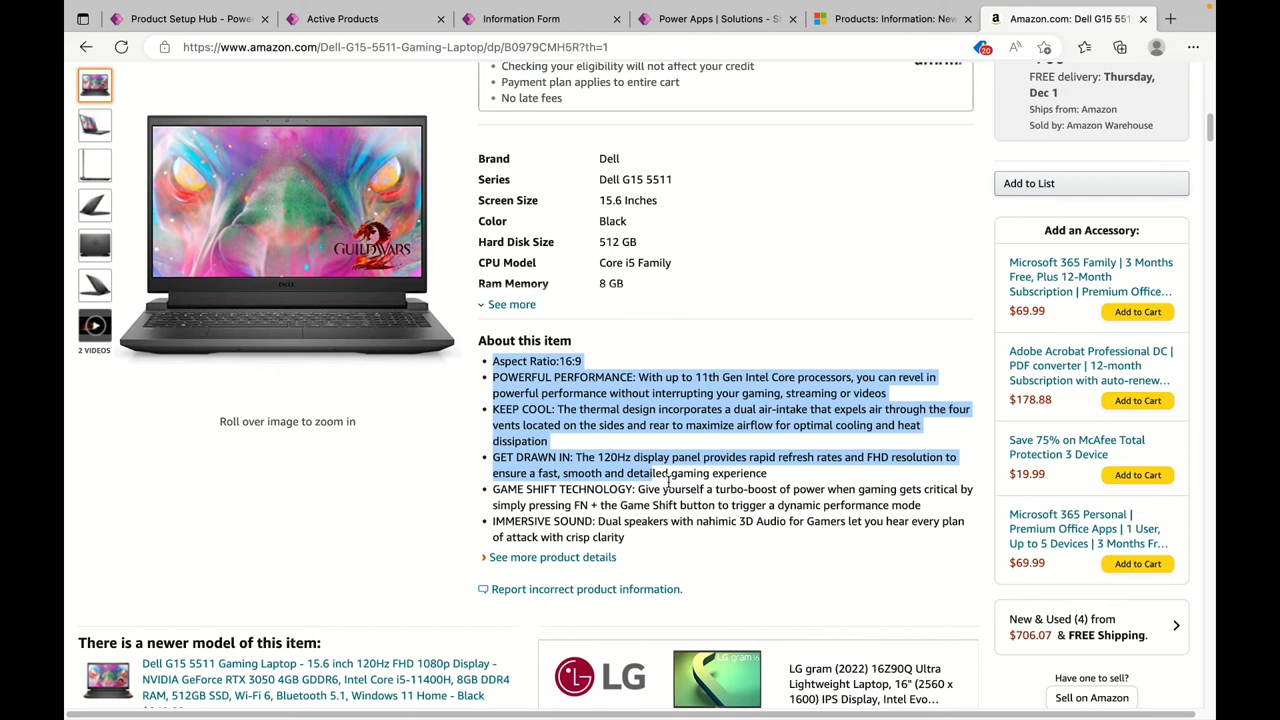 Product Setup Hub - Powe
Active Products
Information Form
Power Apps | Solutions - S
Products: Information: New
Amazon.com: Dell G15 551
https://www.amazon.com/Dell-G15-5511-Gaming-Laptop/dp/B0979CMH5R?th=1
20
Checking your eligibility will not affect your credit
Payment plan applies to entire cart
No late fees
FREE delivery: Thursday,
Dec 1
Ships from: Amazon
Sold by: Amazon Warehouse
Add to List
GUILD WARS
DELL
2 VIDEOS
Roll over image to zoom in
Brand Dell
Series Dell G15 5511
Screen Size 15.6 Inches
Color Black
Hard Disk Size 512 GB
CPU Model Core i5 Family
Ram Memory 8 GB
See more
About this item
• Aspect Ratio:16:9
• POWERFUL PERFORMANCE: With up to 11th Gen Intel Core processors, you can revel in
powerful performance without interrupting your gaming, streaming or videos
• KEEP COOL: The thermal design incorporates a dual air-intake that expels air through the four
vents located on the sides and rear to maximize airflow for optimal cooling and heat
dissipation
• GET DRAWN IN: The 120Hz display panel provides rapid refresh rates and FHD resolution to
ensure a fast, smooth and detailed gaming experience
• GAME SHIFT TECHNOLOGY: Give yourself a turbo-boost of power when gaming gets critical by
simply pressing FN + the Game Shift button to trigger a dynamic performance mode
• IMMERSIVE SOUND: Dual speakers with nahimic 3D Audio for Gamers let you hear every plan
of attack with crisp clarity
› See more product details
Report incorrect product information.
Add an Accessory:
Microsoft 365 Family | 3 Months
Free, Plus 12-Month
Subscription | Premium Office…
$69.99 Add to Cart
Adobe Acrobat Professional DC |
PDF converter | 12-month
Subscription with auto-renew…
$178.88 Add to Cart
Save 75% on McAfee Total
Protection 3 Device
$19.99 Add to Cart
Microsoft 365 Personal |
Premium Office Apps | 1 User,
Up to 5 Devices | 3 Months Fr…
$69.99 Add to Cart
New & Used (4) from
$706.07 & FREE Shipping.
Have one to sell?
Sell on Amazon
There is a newer model of this item:
Dell G15 5511 Gaming Laptop - 15.6 inch 120Hz FHD 1080p Display -
NVIDIA GeForce RTX 3050 4GB GDDR6, Intel Core i5-11400H, 8GB DDR4
RAM, 512GB SSD, Wi-Fi 6, Bluetooth 5.1, Windows 11 Home - Black
LG
LG gram (2022) 16Z90Q Ultra
Lightweight Laptop, 16" (2560 x
1600) IPS Display, Intel Evo…